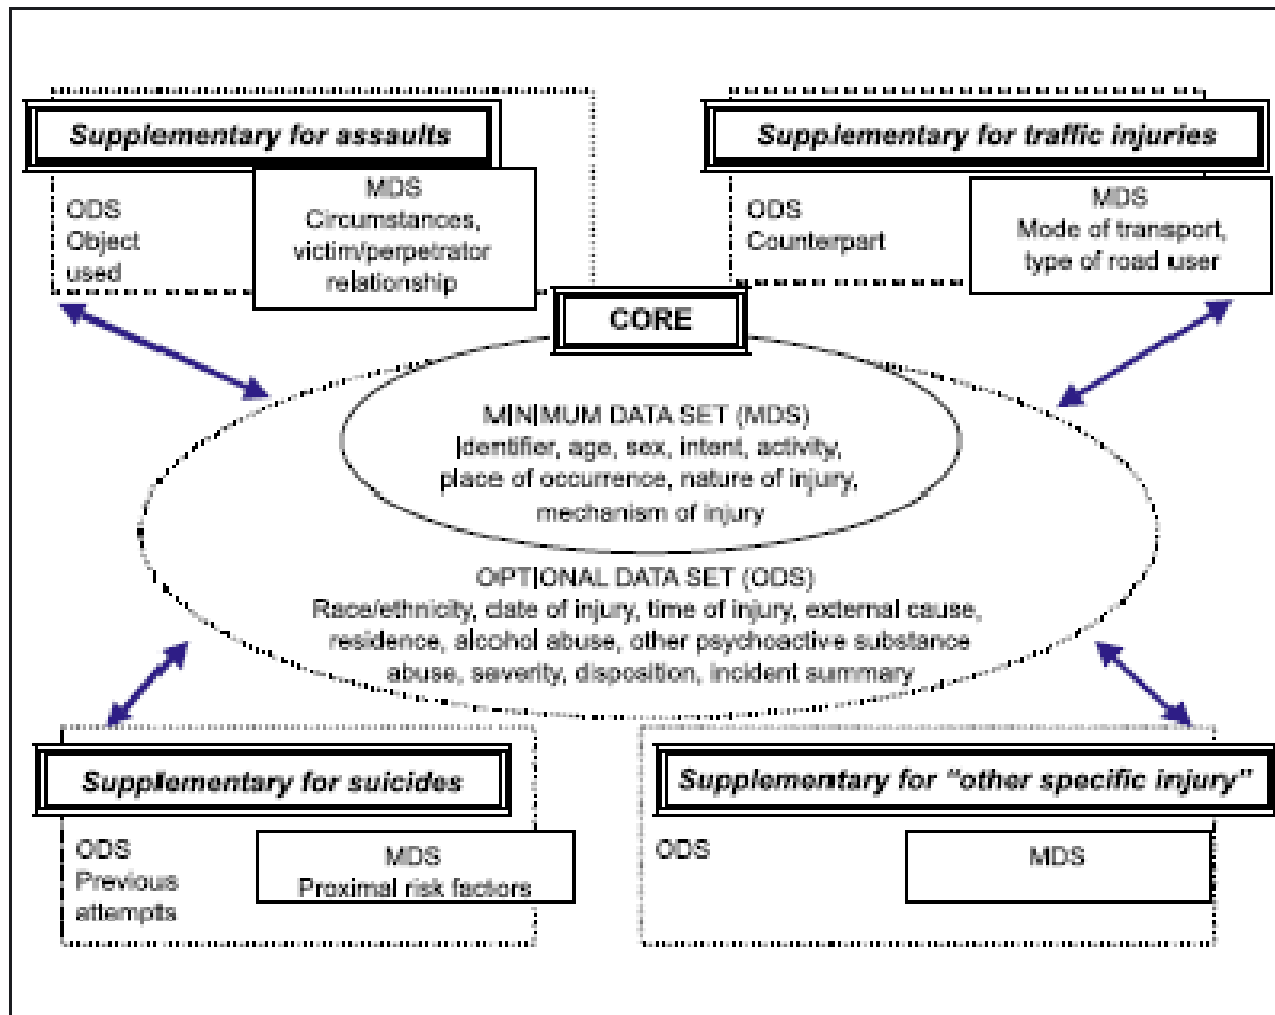 Supplementary for assaults
ODS
Object
used
MDS
Circumstances,
victim/perpetrator
relationship
Supplementary for traffic injuries
ODS
Counterpart
MDS
Mode of transport,
type of road user
CORE
MINIMUM DATA SET (MDS)
Identifier, age, sex, intent, activity,
place of occurrence, nature of injury,
mechanism of injury
OPTIONAL DATA SET (ODS)
Race/ethnicity, date of injury, time of injury, external cause,
residence, alcohol abuse, other psychoactive substance
abuse, severity, disposition, incident summary
Supplementary for suicides
ODS
Previous
attempts
MDS
Proximal risk factors
Supplementary for “other specific injury”
ODS
MDS